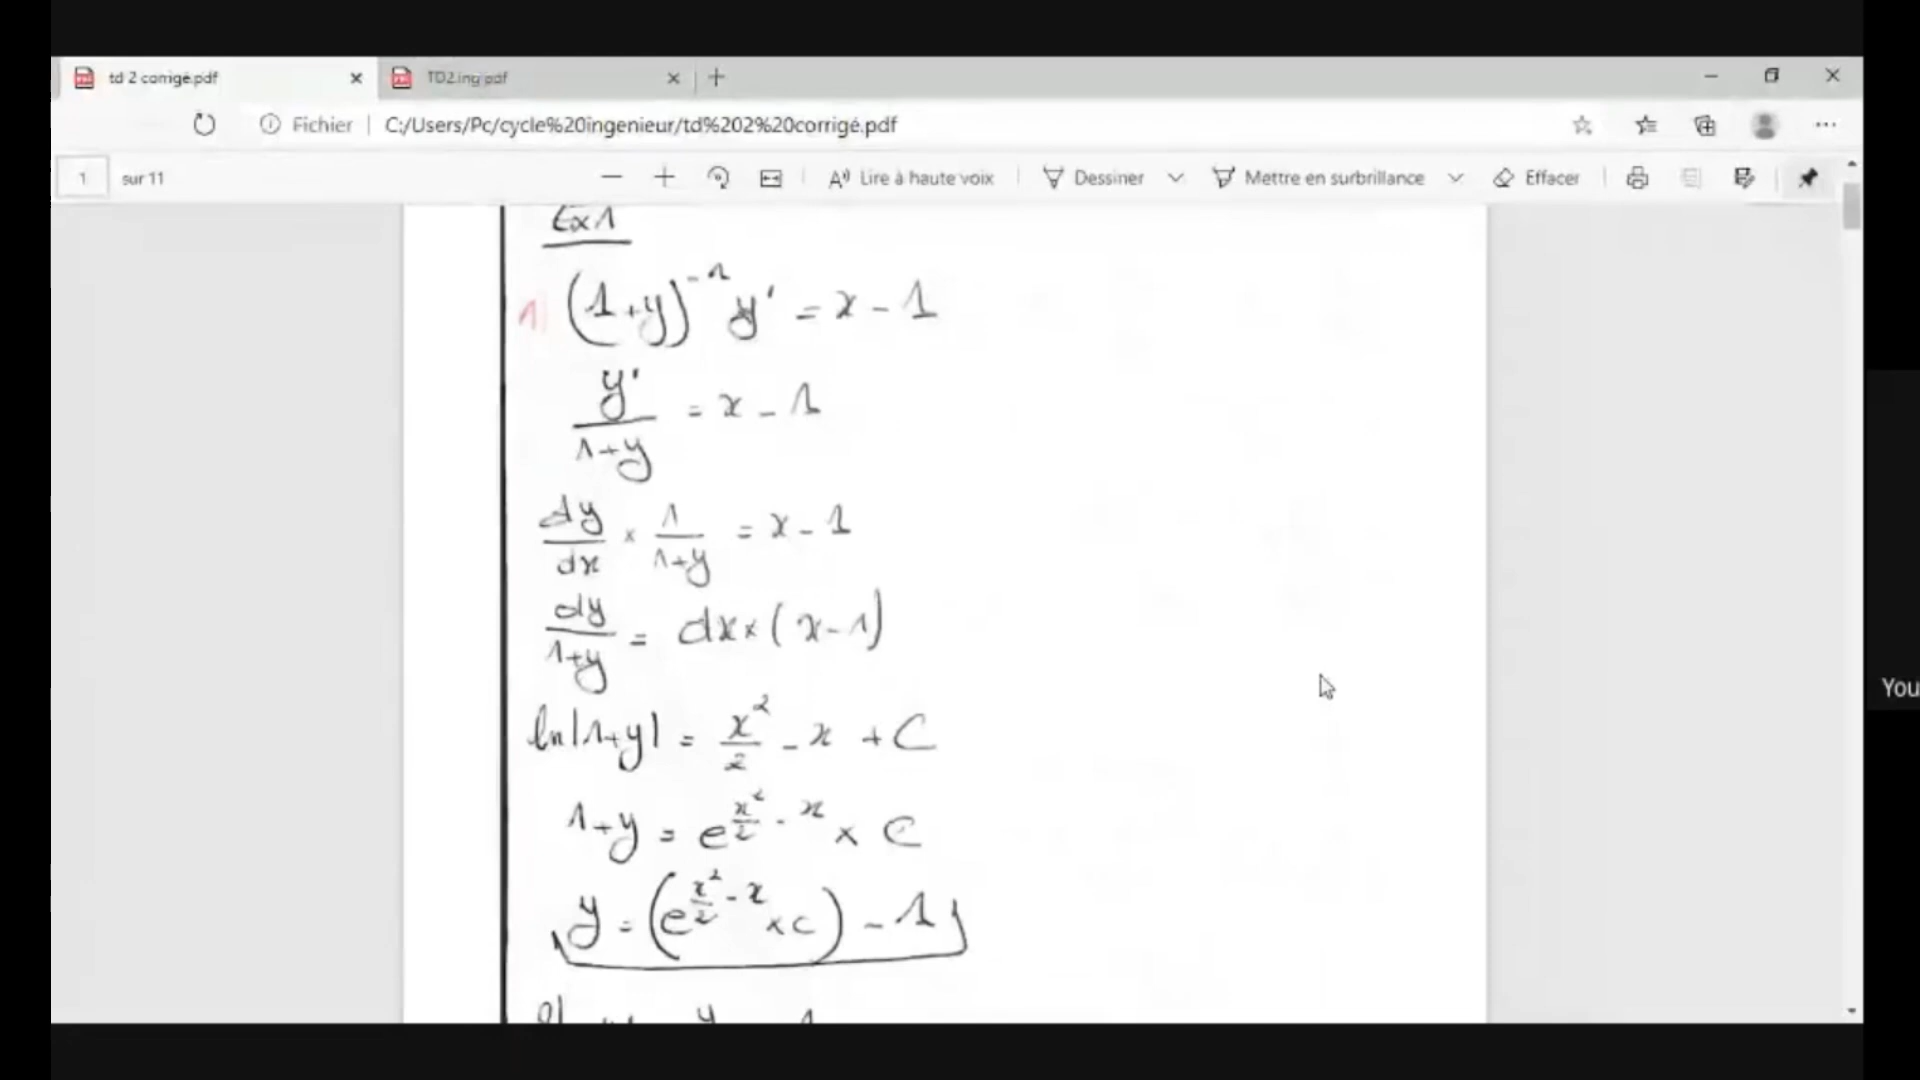 td 2 corrigé.pdf
TD2.ing.pdf
Fichier
C:/Users/Pc/cycle%20ingenieur/td%202%20corrigé.pdf
1 sur 11
Lire à haute voix
Dessiner
Mettre en surbrillance
Effacer
Ex1
1) (1+y)⁻¹ y' = x - 1
y'/(1+y) = x - 1
dy/dx × 1/(1+y) = x - 1
dy/(1+y) = dx × (x-1)
ln|1+y| = x²/2 - x + C
1+y = e^(x²/2 - x) × C
y = (e^(x²/2 - x) × c) - 1
You